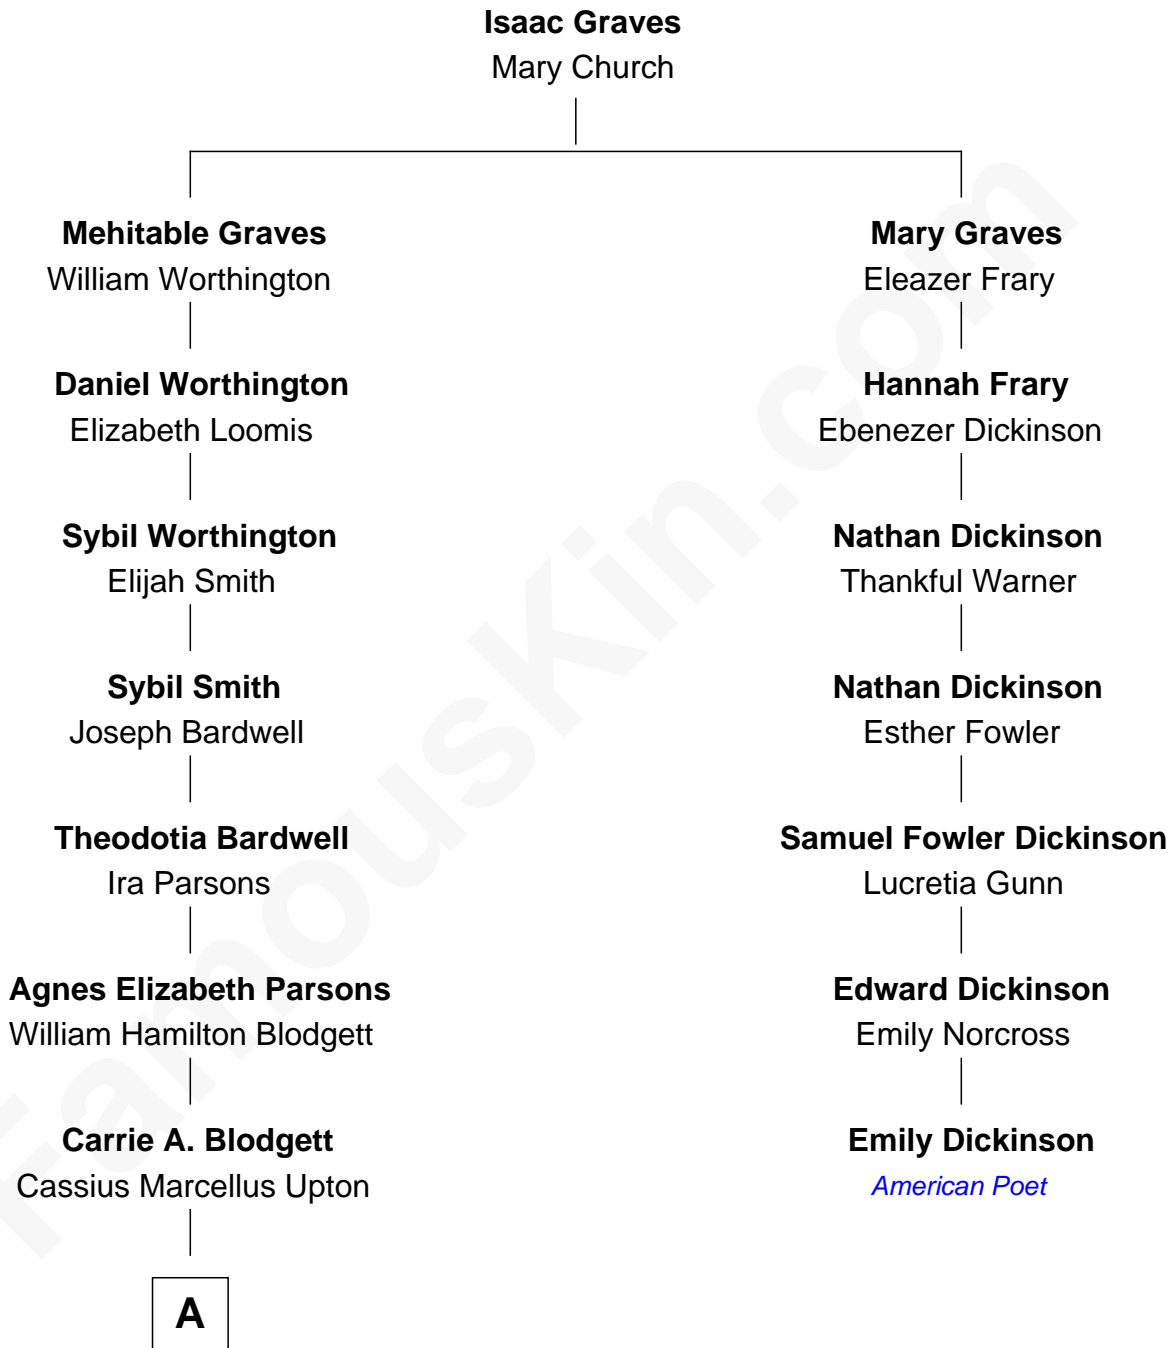 Isaac Graves
Mary Church
Mehitable Graves
William Worthington
Mary Graves
Eleazer Frary
Daniel Worthington
Elizabeth Loomis
Hannah Frary
Ebenezer Dickinson
Sybil Worthington
Elijah Smith
Nathan Dickinson
Thankful Warner
Sybil Smith
Joseph Bardwell
Nathan Dickinson
Esther Fowler
Theodotia Bardwell
Ira Parsons
Samuel Fowler Dickinson
Lucretia Gunn
Agnes Elizabeth Parsons
William Hamilton Blodgett
Edward Dickinson
Emily Norcross
Carrie A. Blodgett
Cassius Marcellus Upton
Emily Dickinson
American Poet
A
FamousKin.com